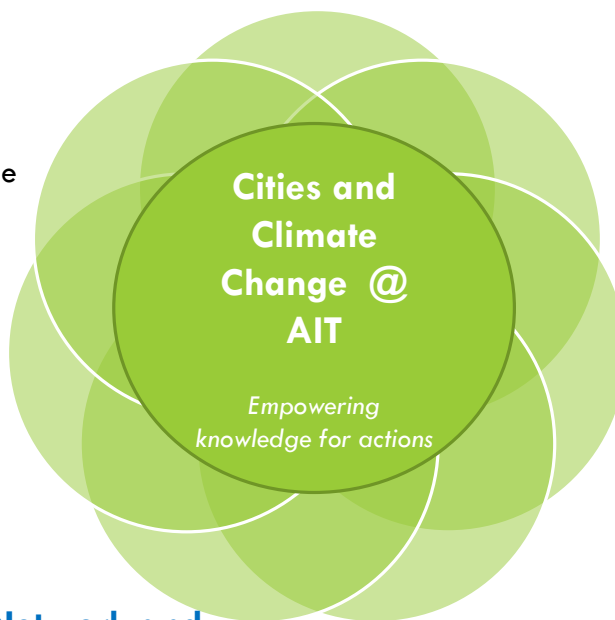 e
Cities and
Climate
Change @
AIT
Empowering
knowledge for actions